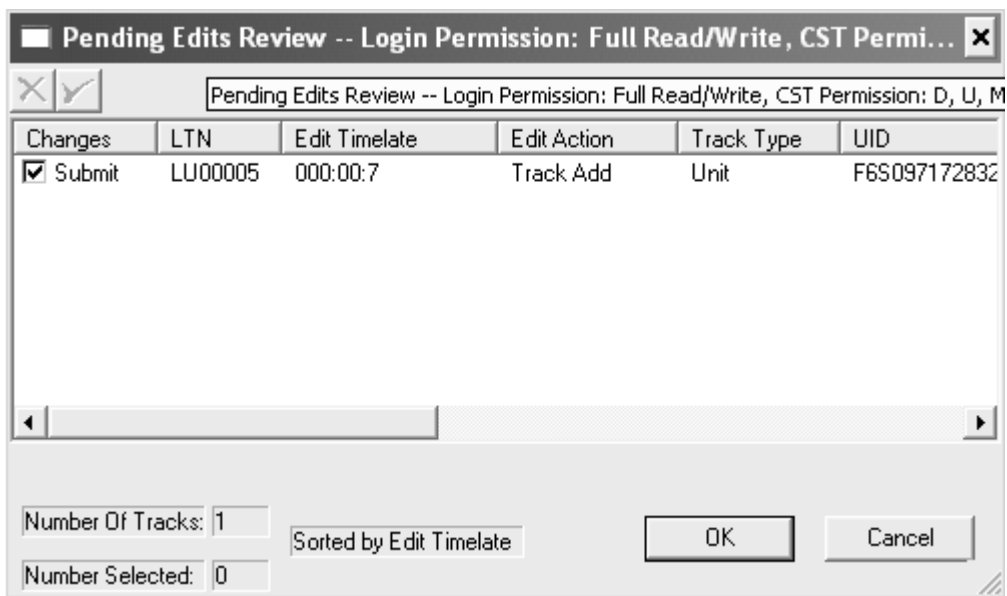 Pending Edits Review -- Login Permission: Full Read/Write, CST Permi...
Pending Edits Review -- Login Permission: Full Read/Write, CST Permission: D, U, M
Changes LTN Edit Timelate Edit Action Track Type UID
Submit LU00005 000:00:7 Track Add Unit F6S097172832
Number Of Tracks: 1
Sorted by Edit Timelate
OK
Cancel
Number Selected: 0